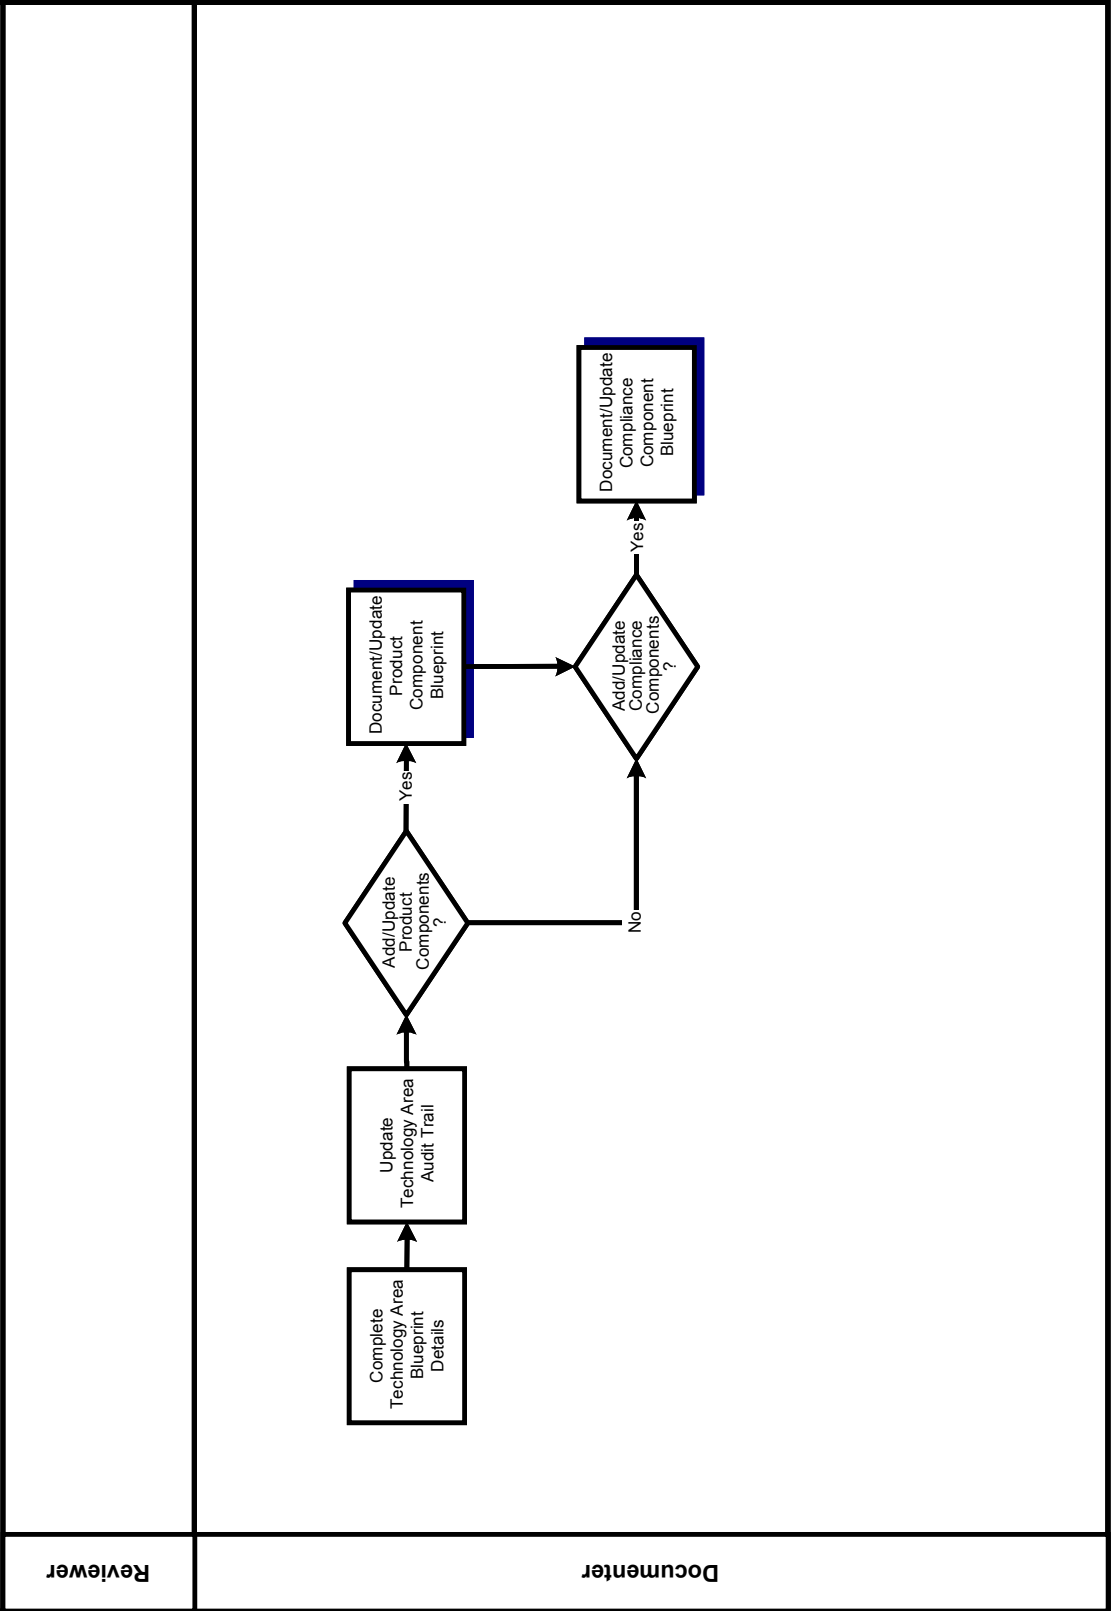 Reviewer
Documenter
Complete
Technology Area
Blueprint
Details
Update
Technology Area
Audit Trail
Add/Update
Product
Components
?
Yes
No
Document/Update
Product
Component
Blueprint
Add/Update
Compliance
Components
?
Yes
Document/Update
Compliance
Component
Blueprint